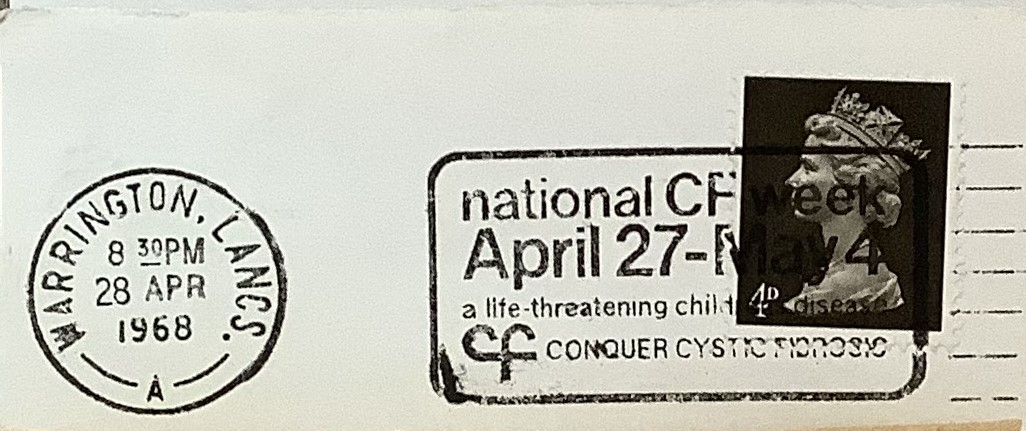 WARRINGTON, LANCS.
8 30PM
28 APR
1968
A
national CF week
April 27-May 4
a life-threatening child disease
CF CONQUER CYSTIC FIBROSIS
4D